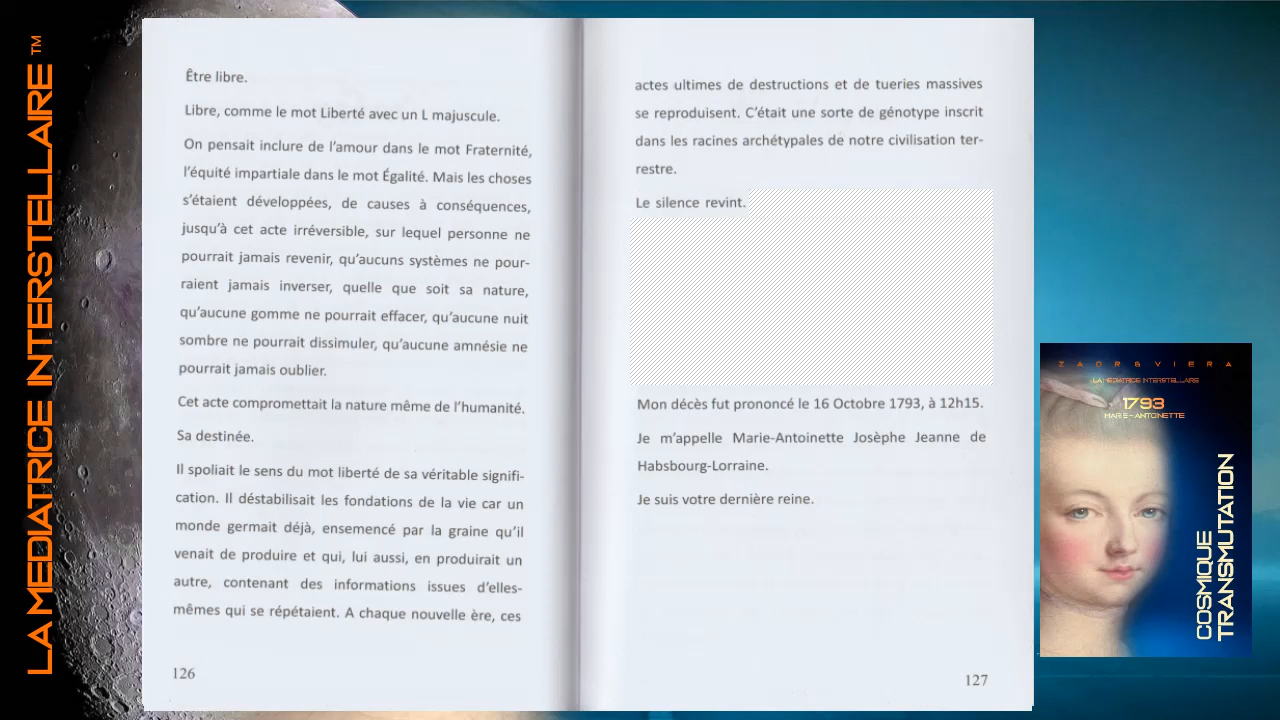 LA MEDIATRICE INTERSTELLAIRE ™
Être libre.
Libre, comme le mot Liberté avec un L majuscule.
On pensait inclure de l’amour dans le mot Fraternité,
l’équité impartiale dans le mot Égalité. Mais les choses
s’étaient développées, de causes à conséquences,
jusqu’à cet acte irréversible, sur lequel personne ne
pourrait jamais revenir, qu’aucuns systèmes ne pour-
raient jamais inverser, quelle que soit sa nature,
qu’aucune gomme ne pourrait effacer, qu’aucune nuit
sombre ne pourrait dissimuler, qu’aucune amnésie ne
pourrait jamais oublier.
Cet acte compromettait la nature même de l’humanité.
Sa destinée.
Il spoliait le sens du mot liberté de sa véritable signifi-
cation. Il déstabilisait les fondations de la vie car un
monde germait déjà, ensemencé par la graine qu’il
venait de produire et qui, lui aussi, en produirait un
autre, contenant des informations issues d’elles-
mêmes qui se répétaient. A chaque nouvelle ère, ces
126
actes ultimes de destructions et de tueries massives
se reproduisent. C’était une sorte de génotype inscrit
dans les racines archétypales de notre civilisation ter-
restre.
Le silence revint.
Mon décès fut prononcé le 16 Octobre 1793, à 12h15.
Je m’appelle Marie-Antoinette Josèphe Jeanne de
Habsbourg-Lorraine.
Je suis votre dernière reine.
127
ZADR&VIERA
LA MEDIATRICE INTERSTELLAIRE
1793
MARIE-ANTOINETTE
COSMIQUE
TRANSMUTATION